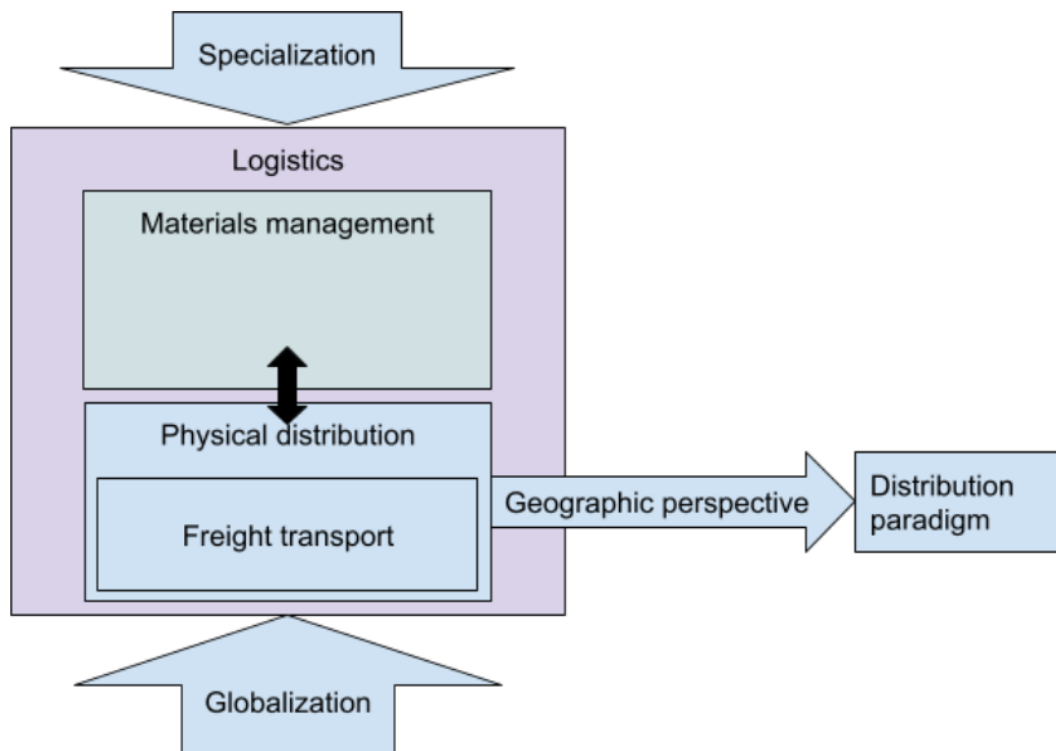 Specialization
Logistics
Materials management
Physical distribution
Freight transport
Geographic perspective
Distribution
paradigm
Globalization